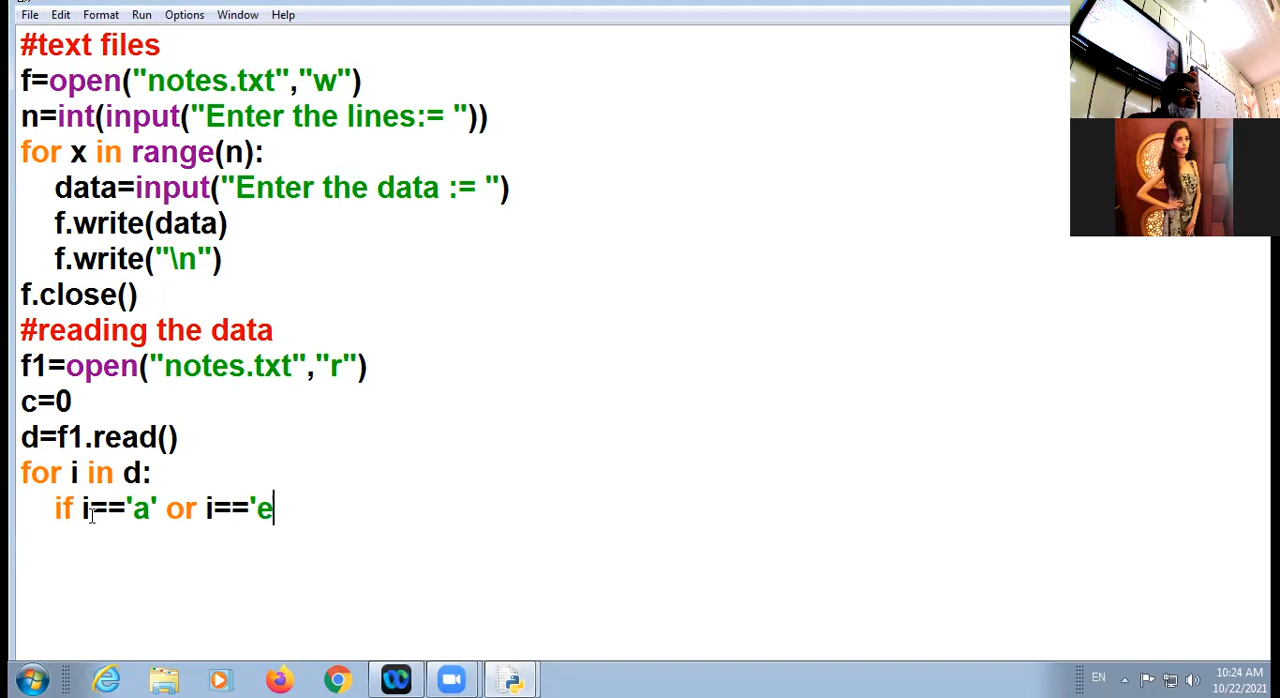 File Edit Format Run Options Window Help
#text files
f=open("notes.txt","w")
n=int(input("Enter the lines:= "))
for x in range(n):
    data=input("Enter the data := ")
    f.write(data)
    f.write("\n")
f.close()
#reading the data
f1=open("notes.txt","r")
c=0
d=f1.read()
for i in d:
    if i=='a' or i=='e
EN
10:24 AM
10/22/2021